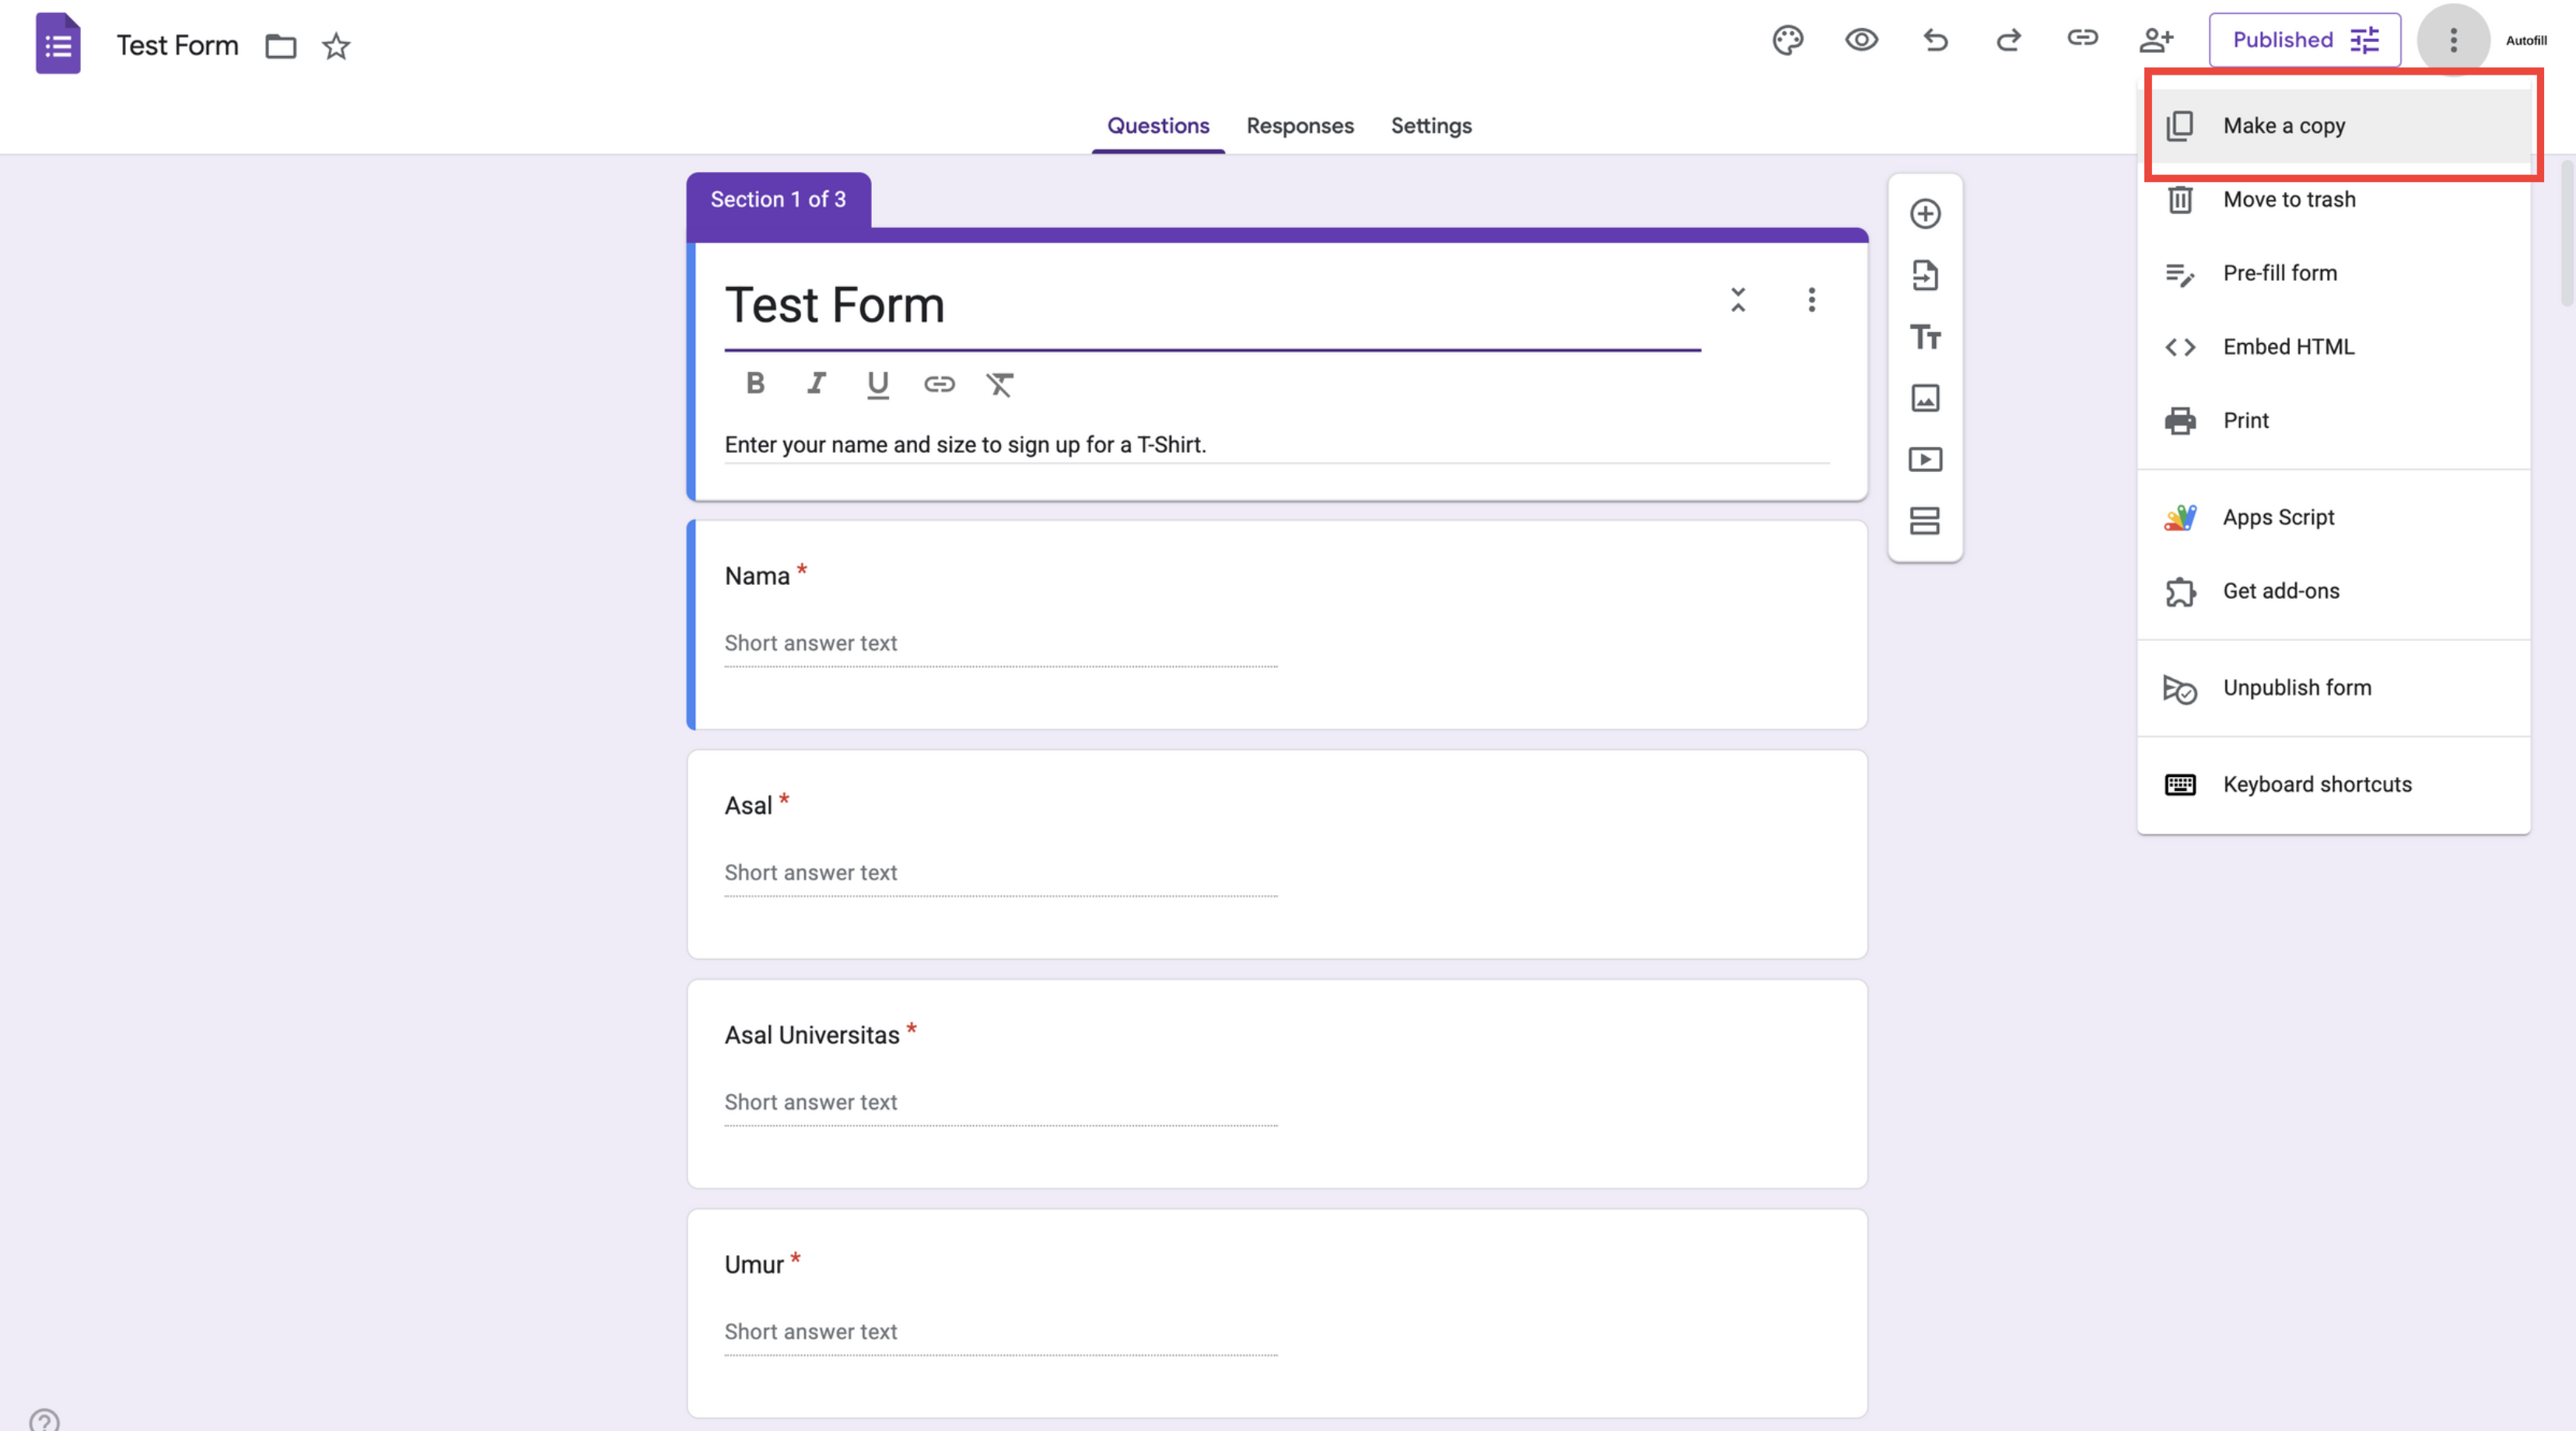 Test Form
Published
Autofill
Questions
Responses
Settings
Make a copy
Move to trash
Pre-fill form
Embed HTML
Print
Apps Script
Get add-ons
Unpublish form
Keyboard shortcuts
Section 1 of 3
Test Form
Enter your name and size to sign up for a T-Shirt.
Nama *
Short answer text
Asal *
Short answer text
Asal Universitas *
Short answer text
Umur *
Short answer text